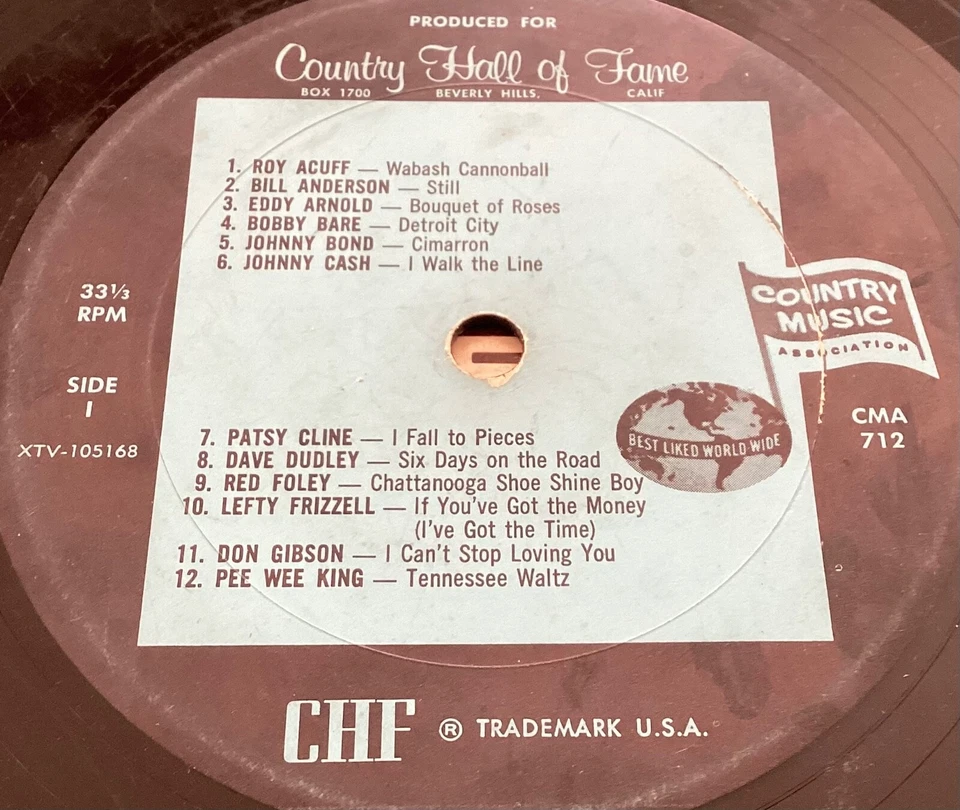 PRODUCED FOR
Country Hall of Fame
BOX 1700 BEVERLY HILLS. CALIF
1. ROY ACUFF — Wabash Cannonball
2. BILL ANDERSON — Still
3. EDDY ARNOLD — Bouquet of Roses
4. BOBBY BARE — Detroit City
5. JOHNNY BOND — Cimarron
6. JOHNNY CASH — I Walk the Line
33⅓
RPM
SIDE
I
XTV-105168
COUNTRY
MUSIC
ASSOCIATION
BEST LIKED WORLD WIDE
CMA
712
7. PATSY CLINE — I Fall to Pieces
8. DAVE DUDLEY — Six Days on the Road
9. RED FOLEY — Chattanooga Shoe Shine Boy
10. LEFTY FRIZZELL — If You've Got the Money
(I've Got the Time)
11. DON GIBSON — I Can't Stop Loving You
12. PEE WEE KING — Tennessee Waltz
CHF ® TRADEMARK U.S.A.